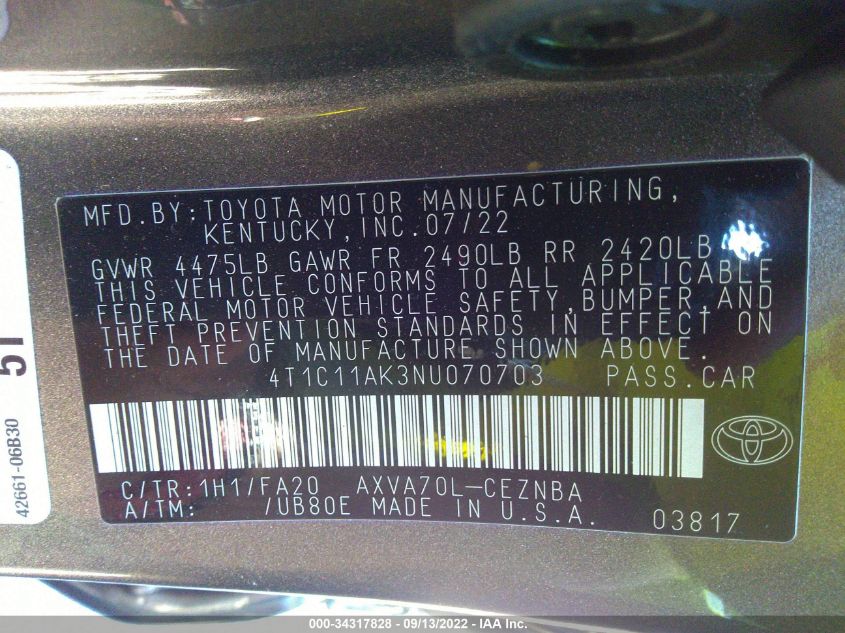 MFD.BY:TOYOTA MOTOR MANUFACTURING,
KENTUCKY,INC.07/22
GVWR 4475LB GAWR FR 2490LB RR 2420LB
THIS VEHICLE CONFORMS TO ALL APPLICABLE
FEDERAL MOTOR VEHICLE SAFETY,BUMPER,AND
THEFT PREVENTION STANDARDS IN EFFECT ON
THE DATE OF MANUFACTURE SHOWN ABOVE.
4T1C11AK3NU070703 PASS.CAR
C/TR:1H1/FA20 AXVA70L-CEZNBA
A/TM: /UB80E MADE IN U.S.A. 03817
42661-06B30
000-34317828 - 09/13/2022 - IAA Inc.